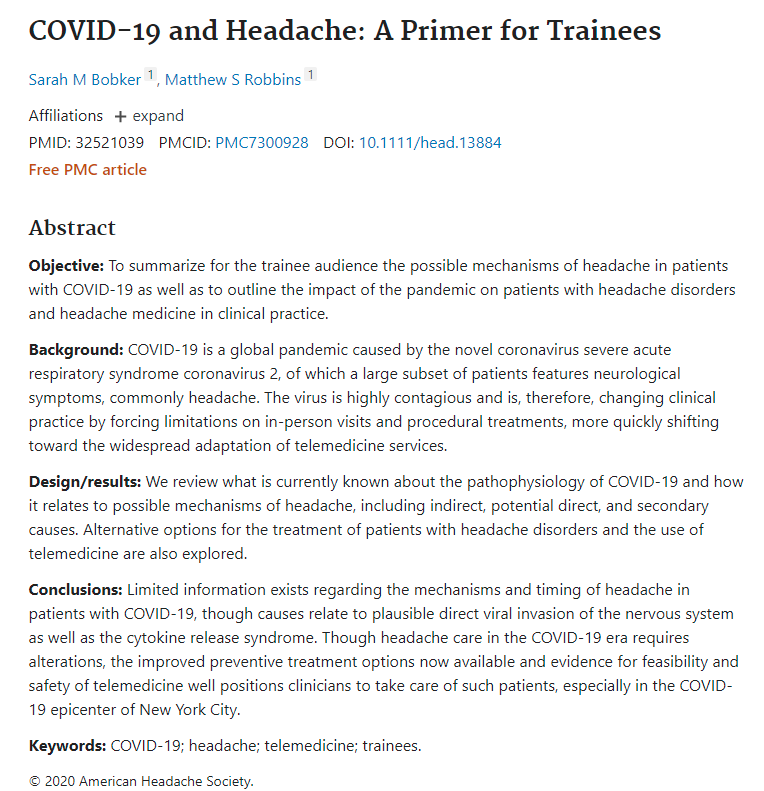 COVID-19 and Headache: A Primer for Trainees
Sarah M Bobker 1, Matthew S Robbins 1
Affiliations + expand
PMID: 32521039 PMCID: PMC7300928 DOI: 10.1111/head.13884
Free PMC article
Abstract
Objective: To summarize for the trainee audience the possible mechanisms of headache in patients
with COVID-19 as well as to outline the impact of the pandemic on patients with headache disorders
and headache medicine in clinical practice.
Background: COVID-19 is a global pandemic caused by the novel coronavirus severe acute
respiratory syndrome coronavirus 2, of which a large subset of patients features neurological
symptoms, commonly headache. The virus is highly contagious and is, therefore, changing clinical
practice by forcing limitations on in-person visits and procedural treatments, more quickly shifting
toward the widespread adaptation of telemedicine services.
Design/results: We review what is currently known about the pathophysiology of COVID-19 and how
it relates to possible mechanisms of headache, including indirect, potential direct, and secondary
causes. Alternative options for the treatment of patients with headache disorders and the use of
telemedicine are also explored.
Conclusions: Limited information exists regarding the mechanisms and timing of headache in
patients with COVID-19, though causes relate to plausible direct viral invasion of the nervous system
as well as the cytokine release syndrome. Though headache care in the COVID-19 era requires
alterations, the improved preventive treatment options now available and evidence for feasibility and
safety of telemedicine well positions clinicians to take care of such patients, especially in the COVID-
19 epicenter of New York City.
Keywords: COVID-19; headache; telemedicine; trainees.
© 2020 American Headache Society.